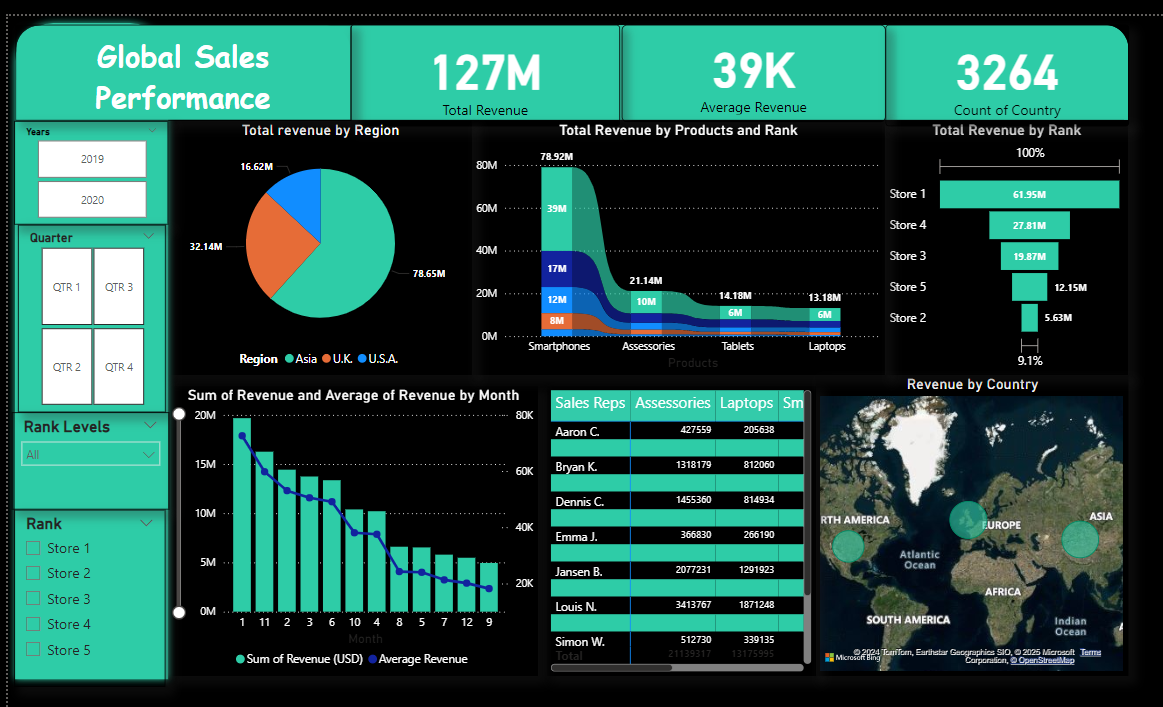 Global Sales
Performance
127M
Total Revenue
39K
Average Revenue
3264
Count of Country
Years
2019
2020
Quarter
QTR 1
QTR 3
QTR 2
QTR 4
Rank Levels
All
Rank
Store 1
Store 2
Store 3
Store 4
Store 5
Total revenue by Region
16.62M
32.14M
78.65M
Region Asia U.K. U.S.A.
Total Revenue by Products and Rank
80M
60M
40M
20M
0M
78.92M
39M
17M
12M
8M
21.14M
10M
14.18M
6M
13.18M
6M
Smartphones Assessories Tablets Laptops
Products
Total Revenue by Rank
100%
Store 1 61.95M
Store 4 27.81M
Store 3 19.87M
Store 5 12.15M
Store 2 5.63M
9.1%
Sum of Revenue and Average of Revenue by Month
20M
15M
10M
5M
0M
80K
60K
40K
20K
1 11 2 3 6 10 4 8 5 7 12 9
Month
Sum of Revenue (USD) Average Revenue
Sales Reps Assessories Laptops Sm
Aaron C. 427559 205638
Bryan K. 1318179 812060
Dennis C. 1455360 814934
Emma J. 366830 266190
Jansen B. 2077231 1291923
Louis N. 3413767 1871248
Simon W. 512730 339135
Total 21139317 13175995
Revenue by Country
RTH AMERICA
EUROPE
ASIA
Atlantic
Ocean
AFRICA
SOUTH AMERICA
Indian
Ocean
Microsoft Bing
© 2024 TomTom, Earthstar Geographics SIO, © 2025 Microsoft Terms
Corporation, © OpenStreetMap